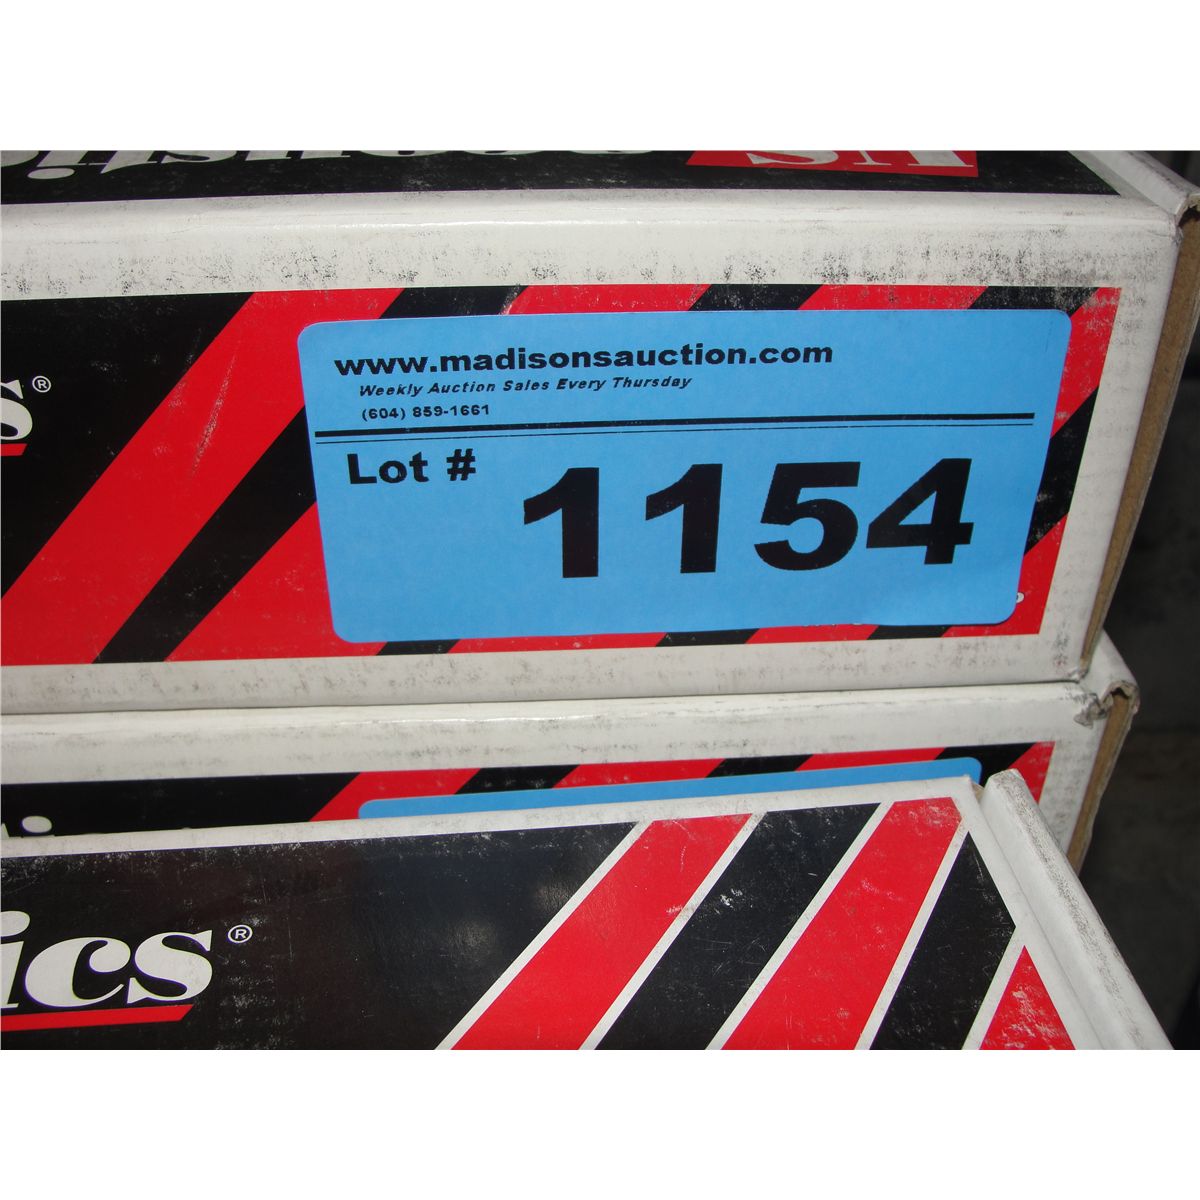 www.madisonsauction.com
Weekly Auction Sales Every Thursday
(604) 859-1661
Lot # 1154
s®
ics®